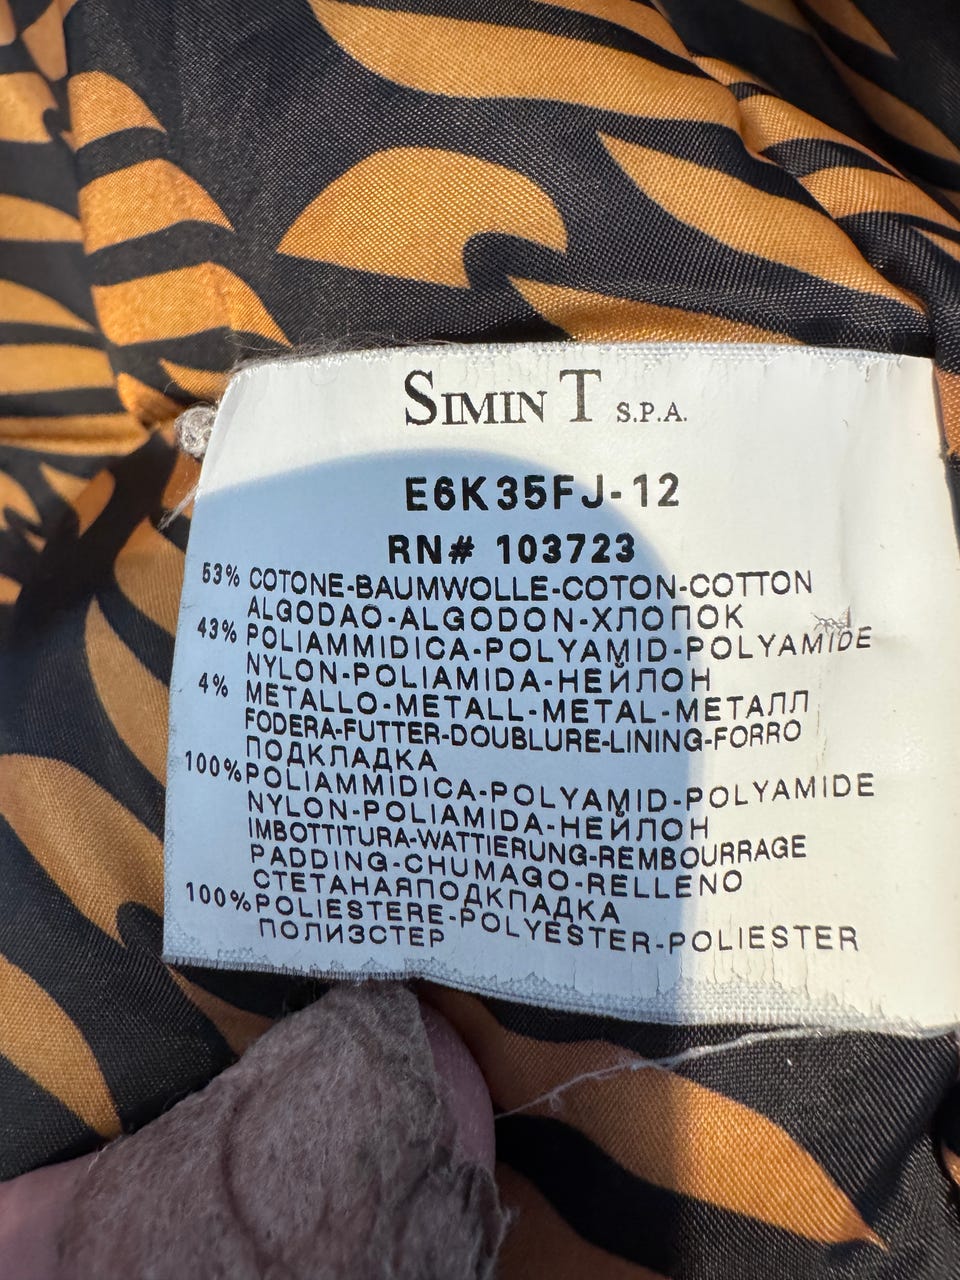 SIMIN T S.P.A.
E6K35FJ-12
RN# 103723
53% COTONE-BAUMWOLLE-COTON-COTTON
ALGODAO-ALGODON-ХЛОПОК
43% POLIAMMIDICA-POLYAMID-POLYAMIDE
NYLON-POLIAMIDA-НЕЙЛОН
4% METALLO-METALL-METAL-МЕТАЛЛ
FODERA-FUTTER-DOUBLURE-LINING-FORRO
ПОДКЛАДКА
100% POLIAMMIDICA-POLYAMID-POLYAMIDE
NYLON-POLIAMIDA-НЕЙЛОН
IMBOTTITURA-WATTIERUNG-REMBOURRAGE
PADDING-CHUMAGO-RELLENO
СТЕТАНАЯПОДКПАДКА
100% POLIESTERE-POLYESTER-POLIESTER
ПОЛИЗСТЕР